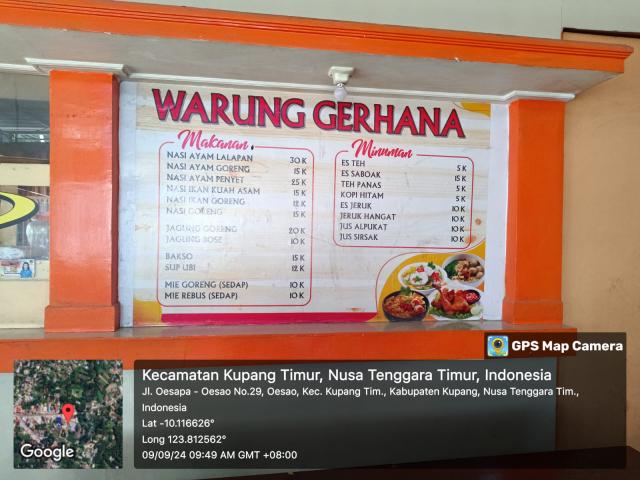 WARUNG GERHANA
Makanan
NASI AYAM LALAPAN 30 K
NASI AYAM GORENG 15 K
NASI AYAM PENYET 25 K
NASI IKAN KUAH ASAM 15 K
NASI IKAN GORENG 12 K
NASI GORENG 15 K
JAGUNG GORENG 20 K
JAGUNG BOSE 10 K
BAKSO 15 K
SUP UBI 12 K
MIE GORENG (SEDAP) 10 K
MIE REBUS (SEDAP) 10 K
Minuman
ES TEH 5 K
ES SABOAK 15 K
TEH PANAS 5 K
KOPI HITAM 5 K
ES JERUK 10 K
JERUK HANGAT 10 K
JUS ALPUKAT 10 K
JUS SIRSAK 10 K
GPS Map Camera
Kecamatan Kupang Timur, Nusa Tenggara Timur, Indonesia
Jl. Oesapa - Oesao No.29, Oesao, Kec. Kupang Tim., Kabupaten Kupang, Nusa Tenggara Tim.,
Indonesia
Lat -10.116626°
Long 123.812562°
09/09/24 09:49 AM GMT +08:00
Google